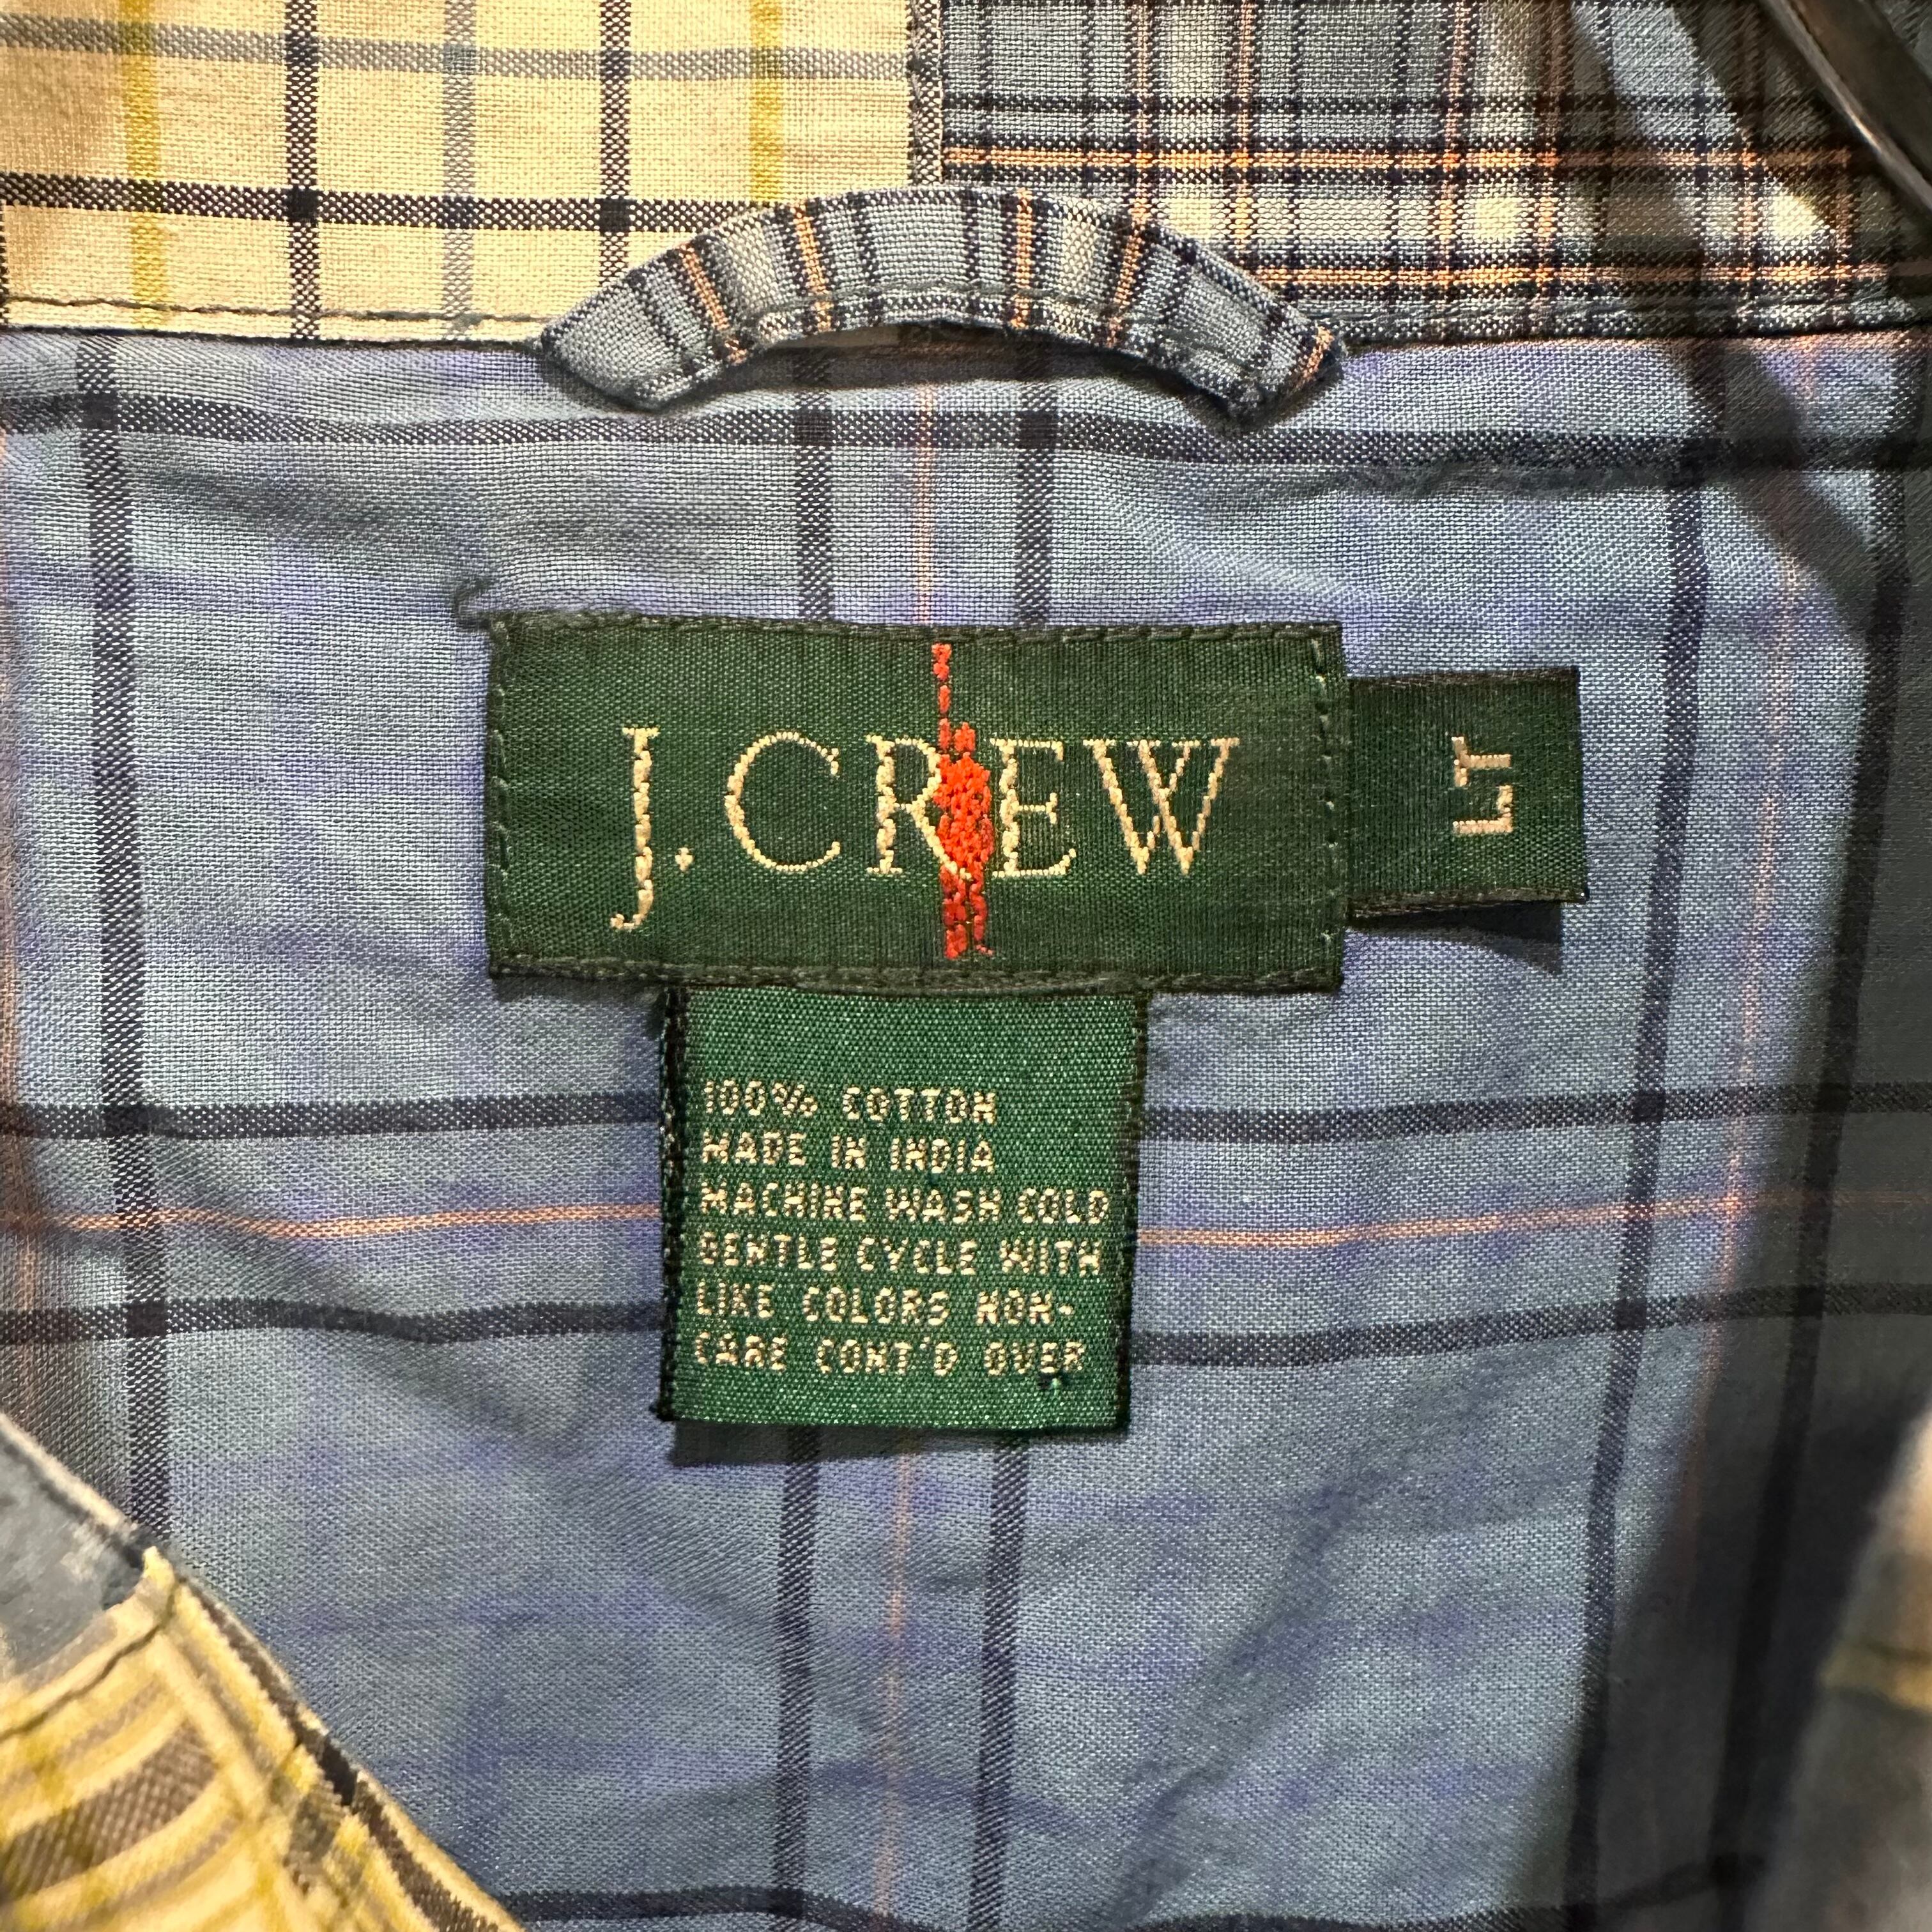 J. CREW
LT
100% COTTON
MADE IN INDIA
MACHINE WASH COLD
GENTLE CYCLE WITH
LIKE COLORS NON-
CARE CONT'D OVER